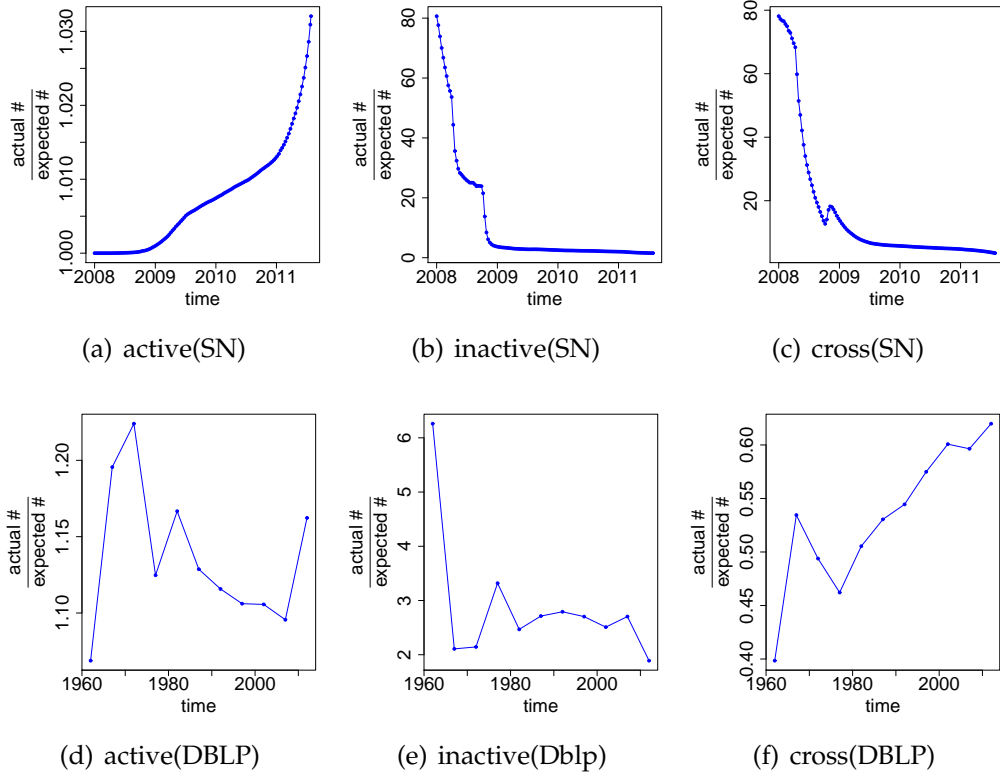 1.030
1.020
1.010
1.000
actual #
expected #
2008 2009 2010 2011
time
(a) active(SN)
80
60
40
20
0
actual #
expected #
2008 2009 2010 2011
time
(b) inactive(SN)
80
60
40
20
actual #
expected #
2008 2009 2010 2011
time
(c) cross(SN)
1.20
1.15
1.10
actual #
expected #
1960 1980 2000
time
(d) active(DBLP)
6
5
4
3
2
actual #
expected #
1960 1980 2000
time
(e) inactive(Dblp)
0.60
0.55
0.50
0.45
0.40
actual #
expected #
1960 1980 2000
time
(f) cross(DBLP)